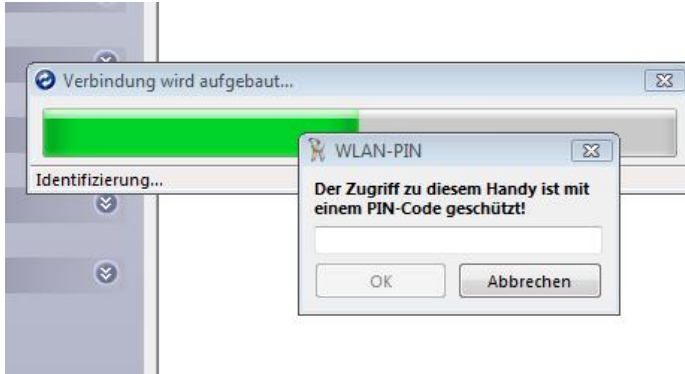 Verbindung wird aufgebaut...
WLAN-PIN
Identifizierung...
Der Zugriff zu diesem Handy ist mit
einem PIN-Code geschützt!
OK
Abbrechen